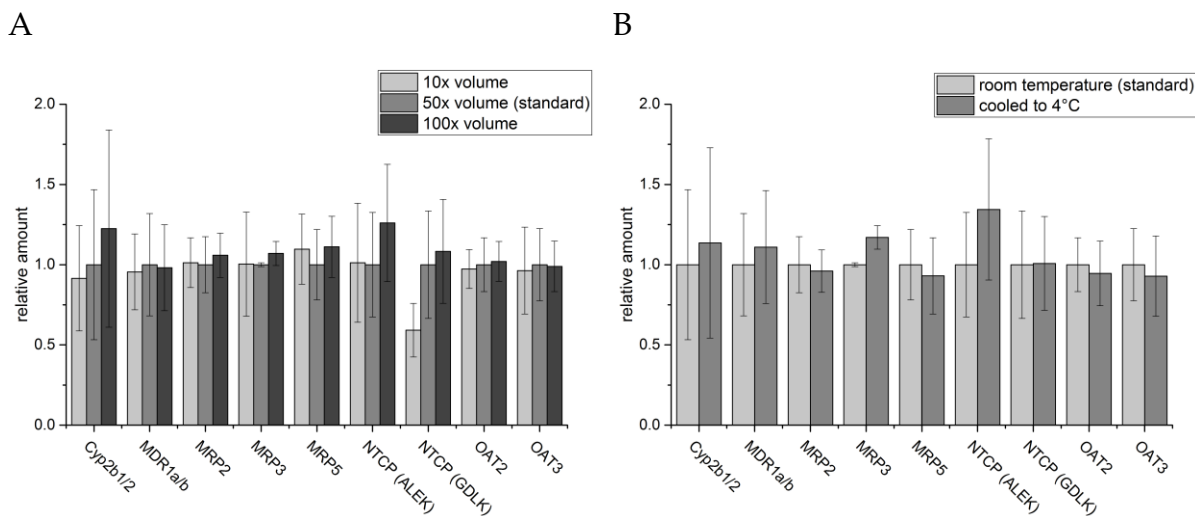 A
B
10x volume
50x volume (standard)
100x volume
room temperature (standard)
cooled to 4°C
relative amount
2.0
1.5
1.0
0.5
0.0
Cyp2b1/2
MDR1a/b
MRP2
MRP3
MRP5
NTCP (ALEK)
NTCP (GDLK)
OAT2
OAT3
relative amount
2.0
1.5
1.0
0.5
0.0
Cyp2b1/2
MDR1a/b
MRP2
MRP3
MRP5
NTCP (ALEK)
NTCP (GDLK)
OAT2
OAT3